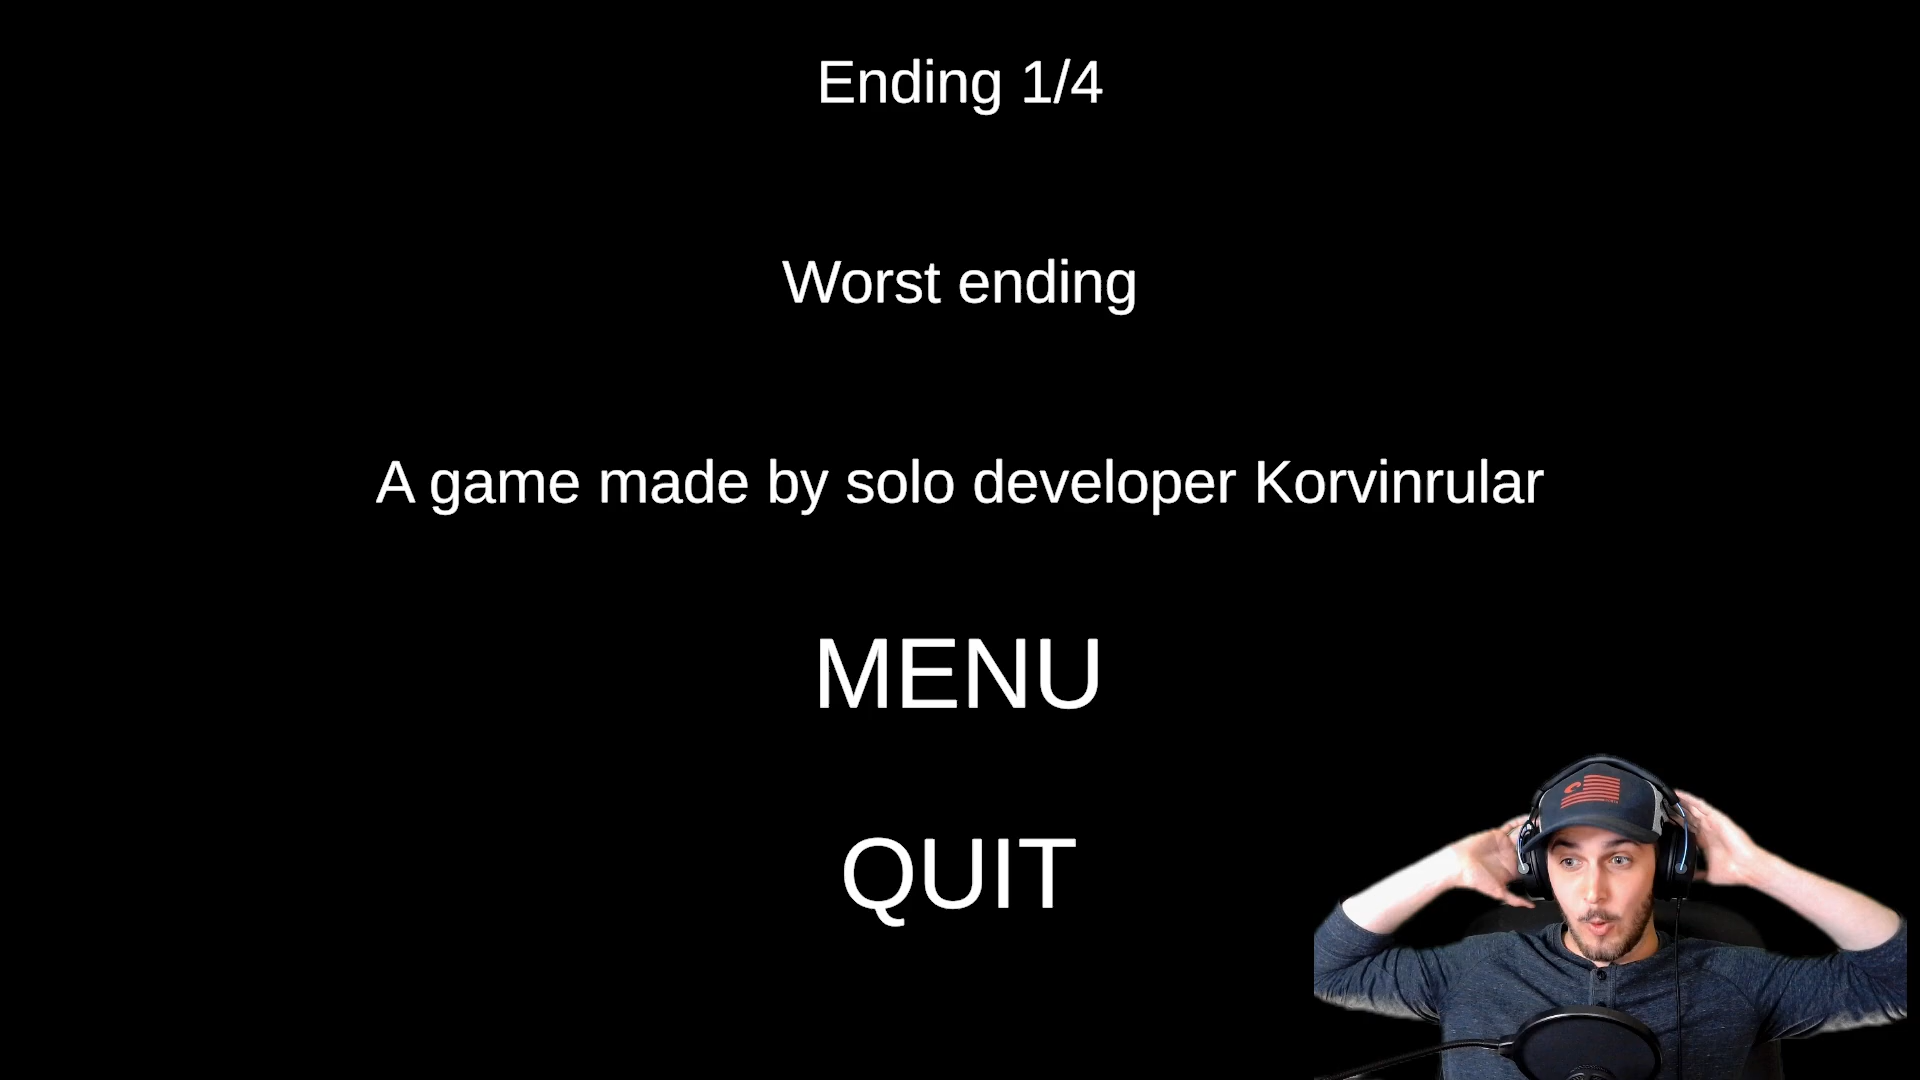 Ending 1/4
Worst ending
A game made by solo developer Korvinrular
MENU
QUIT